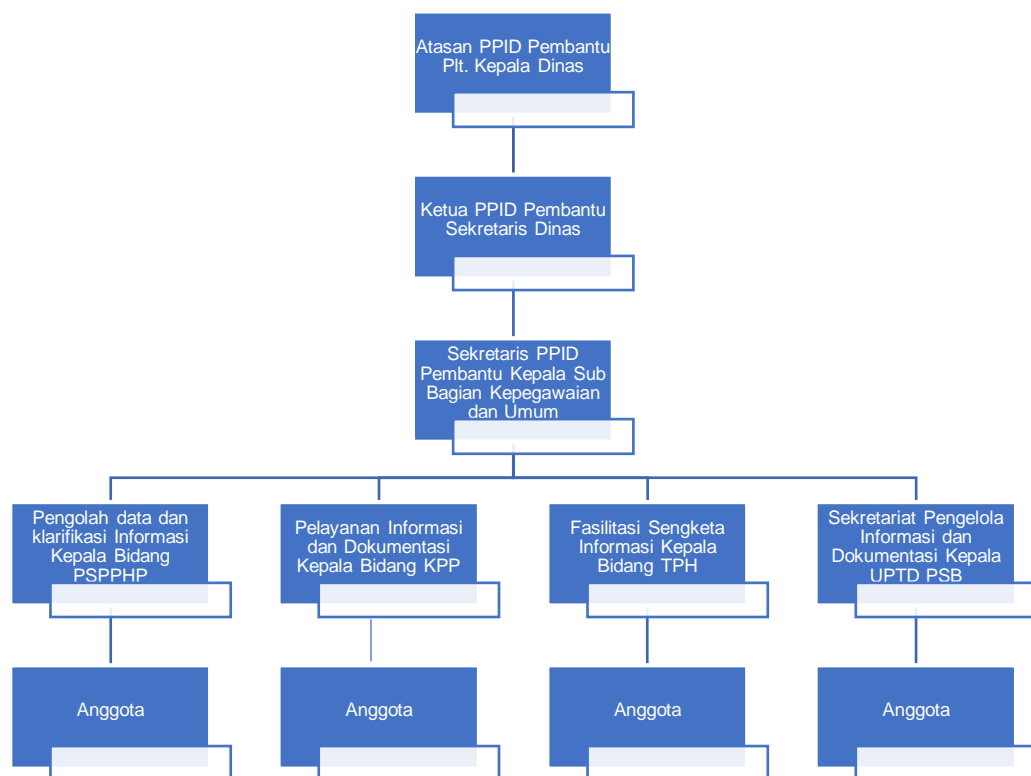 Atasan PPID Pembantu
Plt. Kepala Dinas
Ketua PPID Pembantu
Sekretaris Dinas
Sekretaris PPID
Pembantu Kepala Sub
Bagian Kepegawaian
dan Umum
Pengolah data dan
klarifikasi Informasi
Kepala Bidang
PSPPHP
Pelayanan Informasi
dan Dokumentasi
Kepala Bidang KPP
Fasilitasi Sengketa
Informasi Kepala
Bidang TPH
Sekretariat Pengelola
Informasi dan
Dokumentasi Kepala
UPTD PSB
Anggota
Anggota
Anggota
Anggota